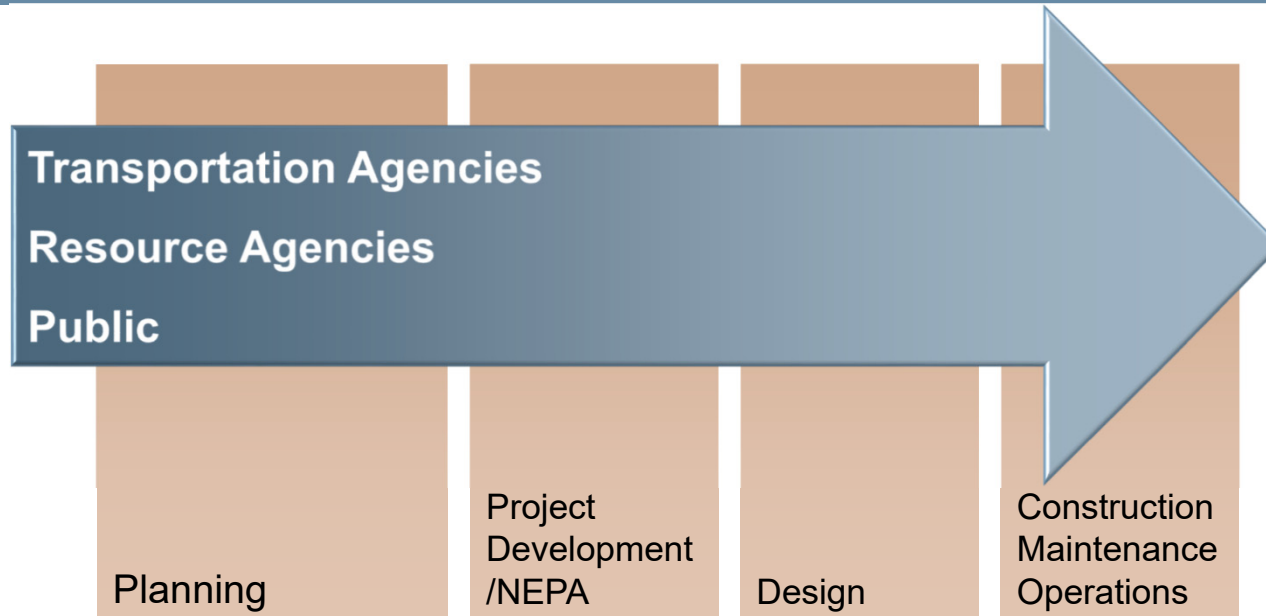 Transportation Agencies
Resource Agencies
Public
Planning
Project
Development
/NEPA
Design
Construction
Maintenance
Operations